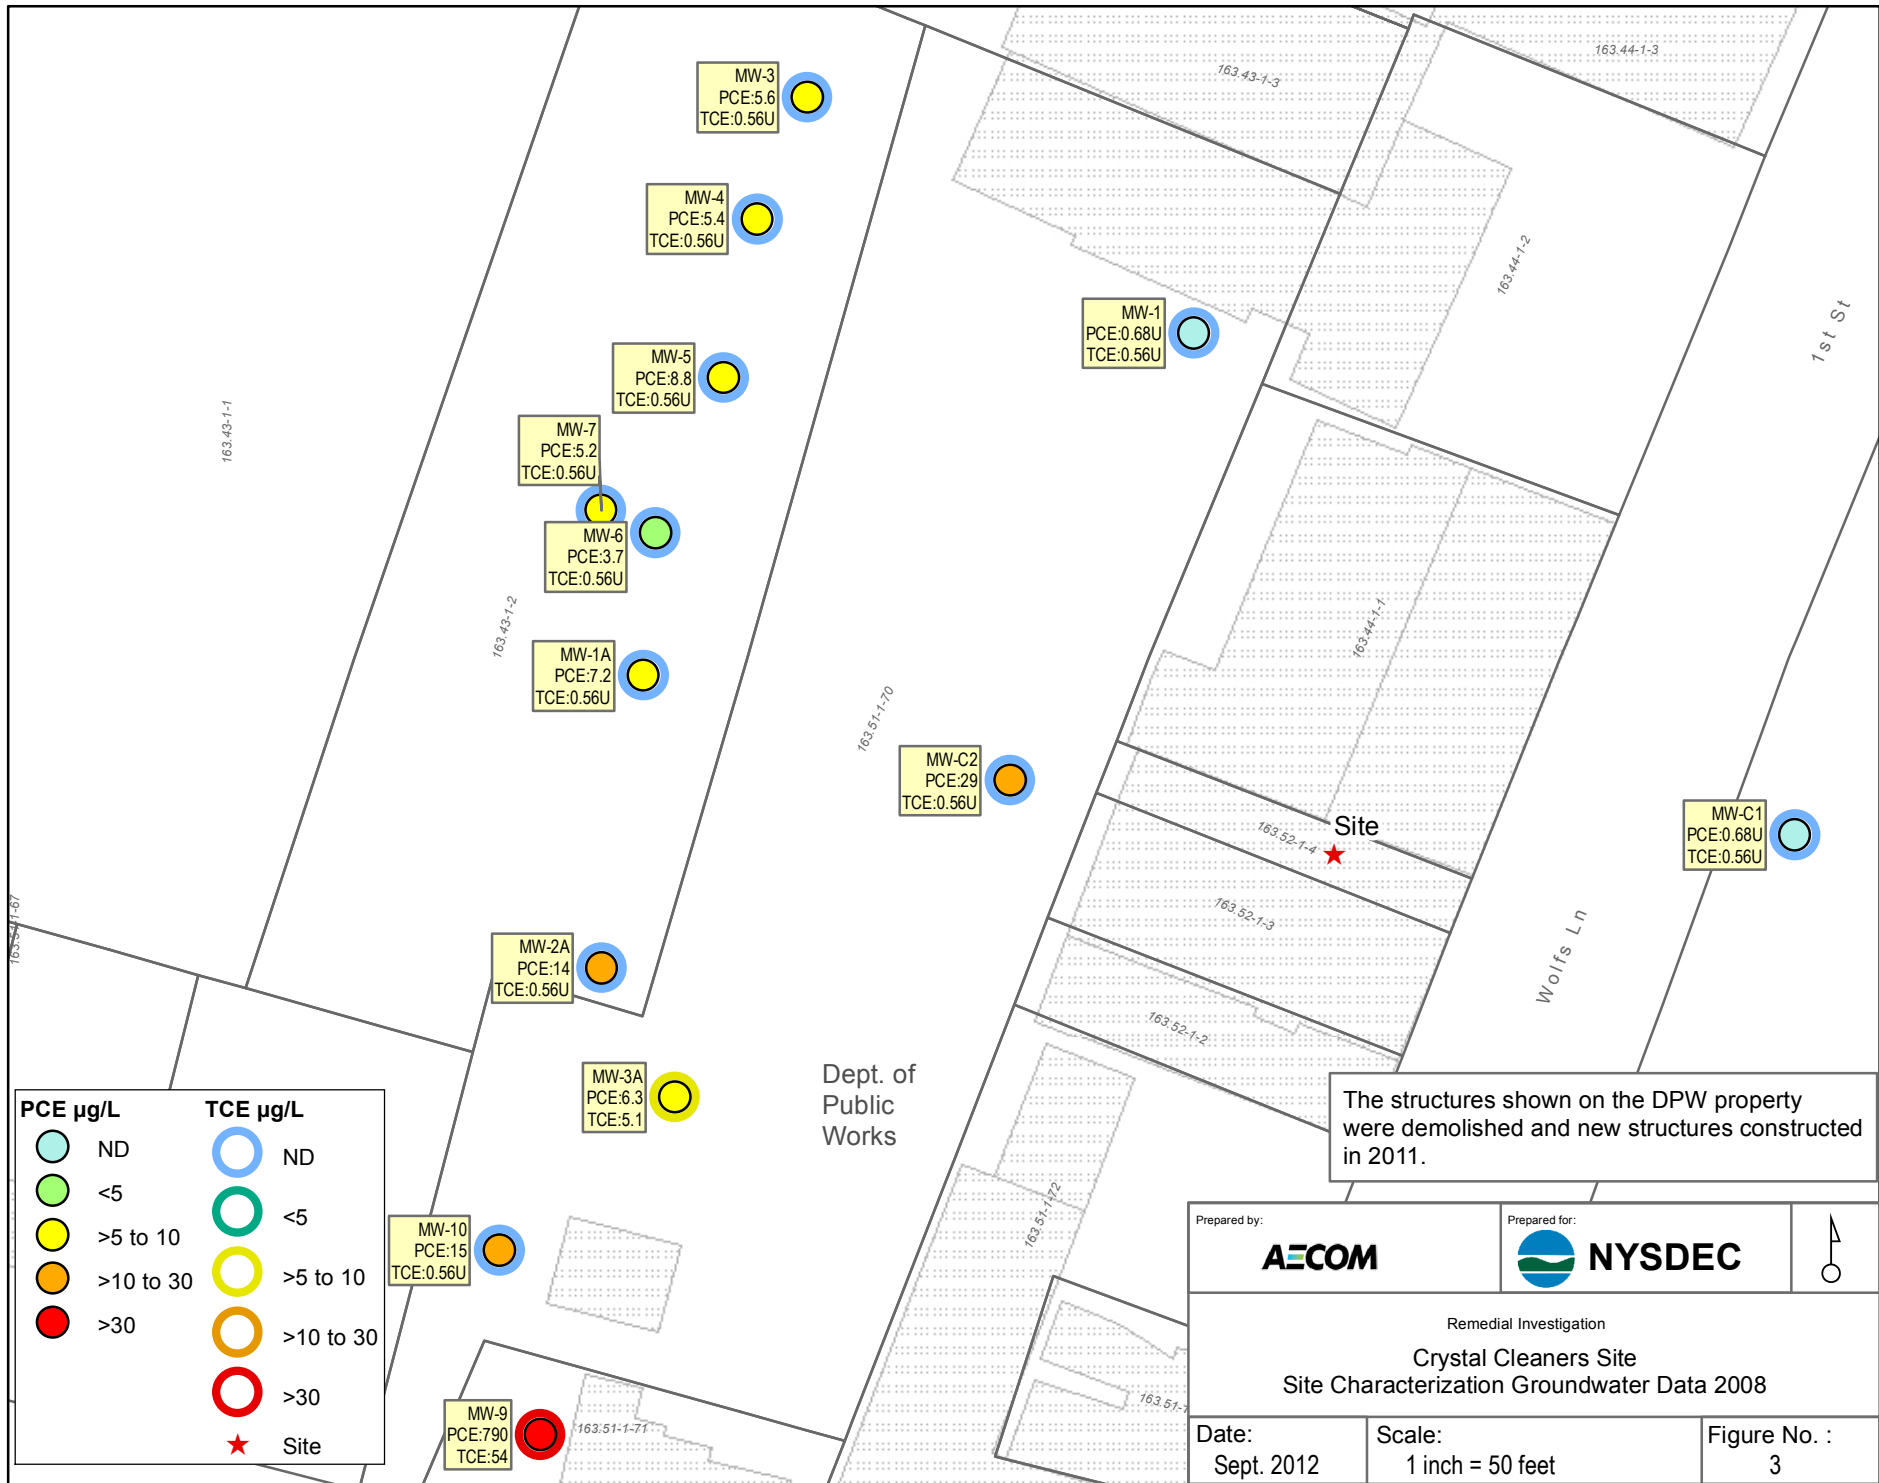 163.44-1-3
163.43-1-3
MW-3
PCE:5.6
TCE:0.56U
MW-4
PCE:5.4
TCE:0.56U
163.44-1-2
MW-1
PCE:0.68U
TCE:0.56U
1st St
MW-5
PCE:8.8
TCE:0.56U
163.43-1-1
MW-7
PCE:5.2
TCE:0.56U
MW-6
PCE:3.7
TCE:0.56U
163.43-1-2
163.44-1-1
MW-1A
PCE:7.2
TCE:0.56U
163.51-1-70
MW-C2
PCE:29
TCE:0.56U
Site
163.52-1-4
MW-C1
PCE:0.68U
TCE:0.56U
163.52-1-3
Wolfs Ln
MW-2A
PCE:14
TCE:0.56U
163.52-1-2
Dept. of
Public
Works
MW-3A
PCE:6.3
TCE:5.1
163.51-1-72
MW-10
PCE:15
TCE:0.56U
MW-9
PCE:790
TCE:54
163.51-1-71
PCE µg/L
ND
<5
>5 to 10
>10 to 30
>30
TCE µg/L
ND
<5
>5 to 10
>10 to 30
>30
Site
The structures shown on the DPW property
were demolished and new structures constructed
in 2011.
Prepared by:
AECOM
Prepared for:
NYSDEC
Remedial Investigation
Crystal Cleaners Site
Site Characterization Groundwater Data 2008
Date:
Sept. 2012
Scale:
1 inch = 50 feet
Figure No. :
3